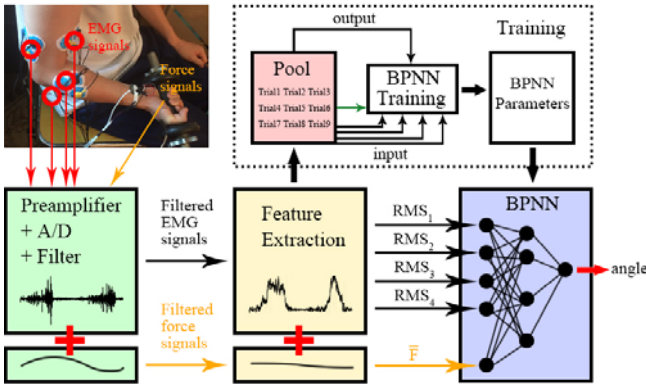 EMG
signals
Force
signals
output
Training
Pool
Trial1 Trial2 Trial3
Trial4 Trial5 Trial6
Trial7 Trial8 Trial9
BPNN
Training
BPNN
Parameters
input
Preamplifier
+ A/D
+ Filter
Filtered
EMG
signals
Feature
Extraction
RMS1
RMS2
RMS3
RMS4
BPNN
angle
Filtered
force
signals
F̅